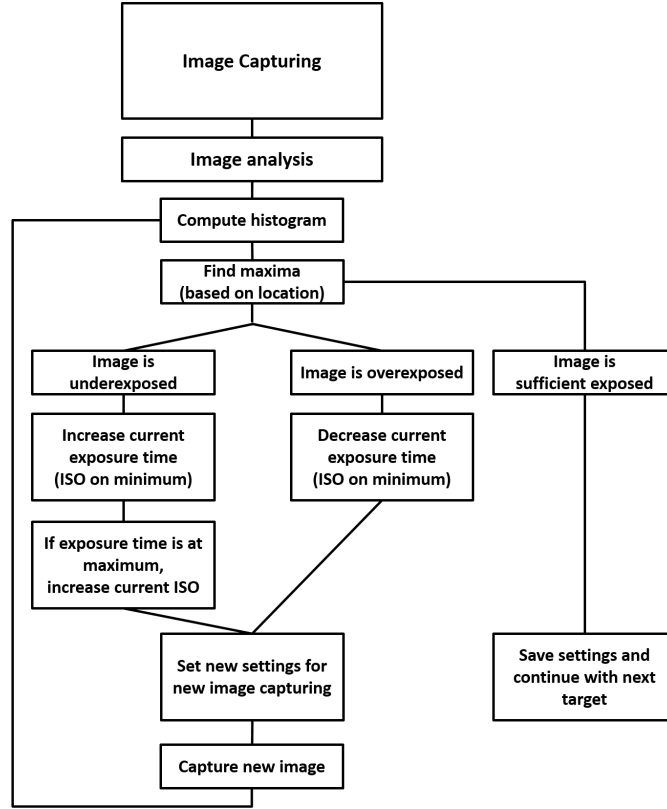 Image Capturing
Image analysis
Compute histogram
Find maxima
(based on location)
Image is
underexposed
Image is overexposed
Image is
sufficient exposed
Increase current
exposure time
(ISO on minimum)
Decrease current
exposure time
(ISO on minimum)
If exposure time is at
maximum,
increase current ISO
Set new settings for
new image capturing
Save settings and
continue with next
target
Capture new image